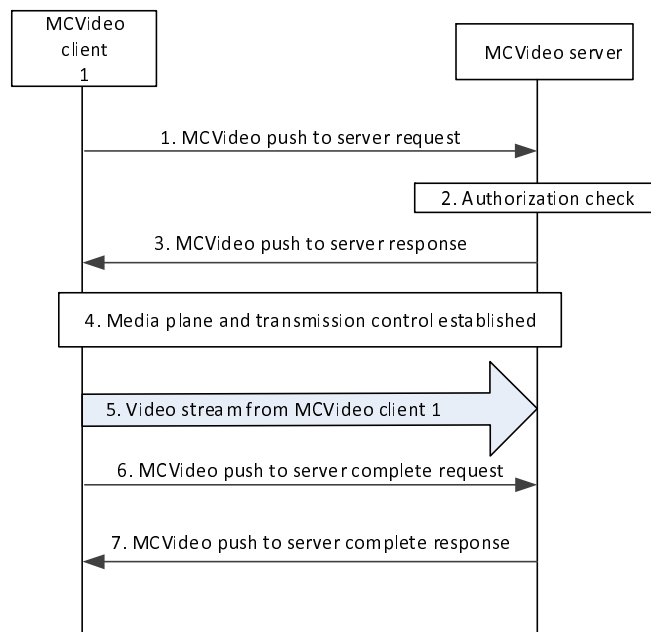 MCVideo
client
1
MCVideo server
1. MCVideo push to server request
2. Authorization check
3. MCVideo push to server response
4. Media plane and transmission control established
5. Video stream from MCVideo client 1
6. MCVideo push to server complete request
7. MCVideo push to server complete response